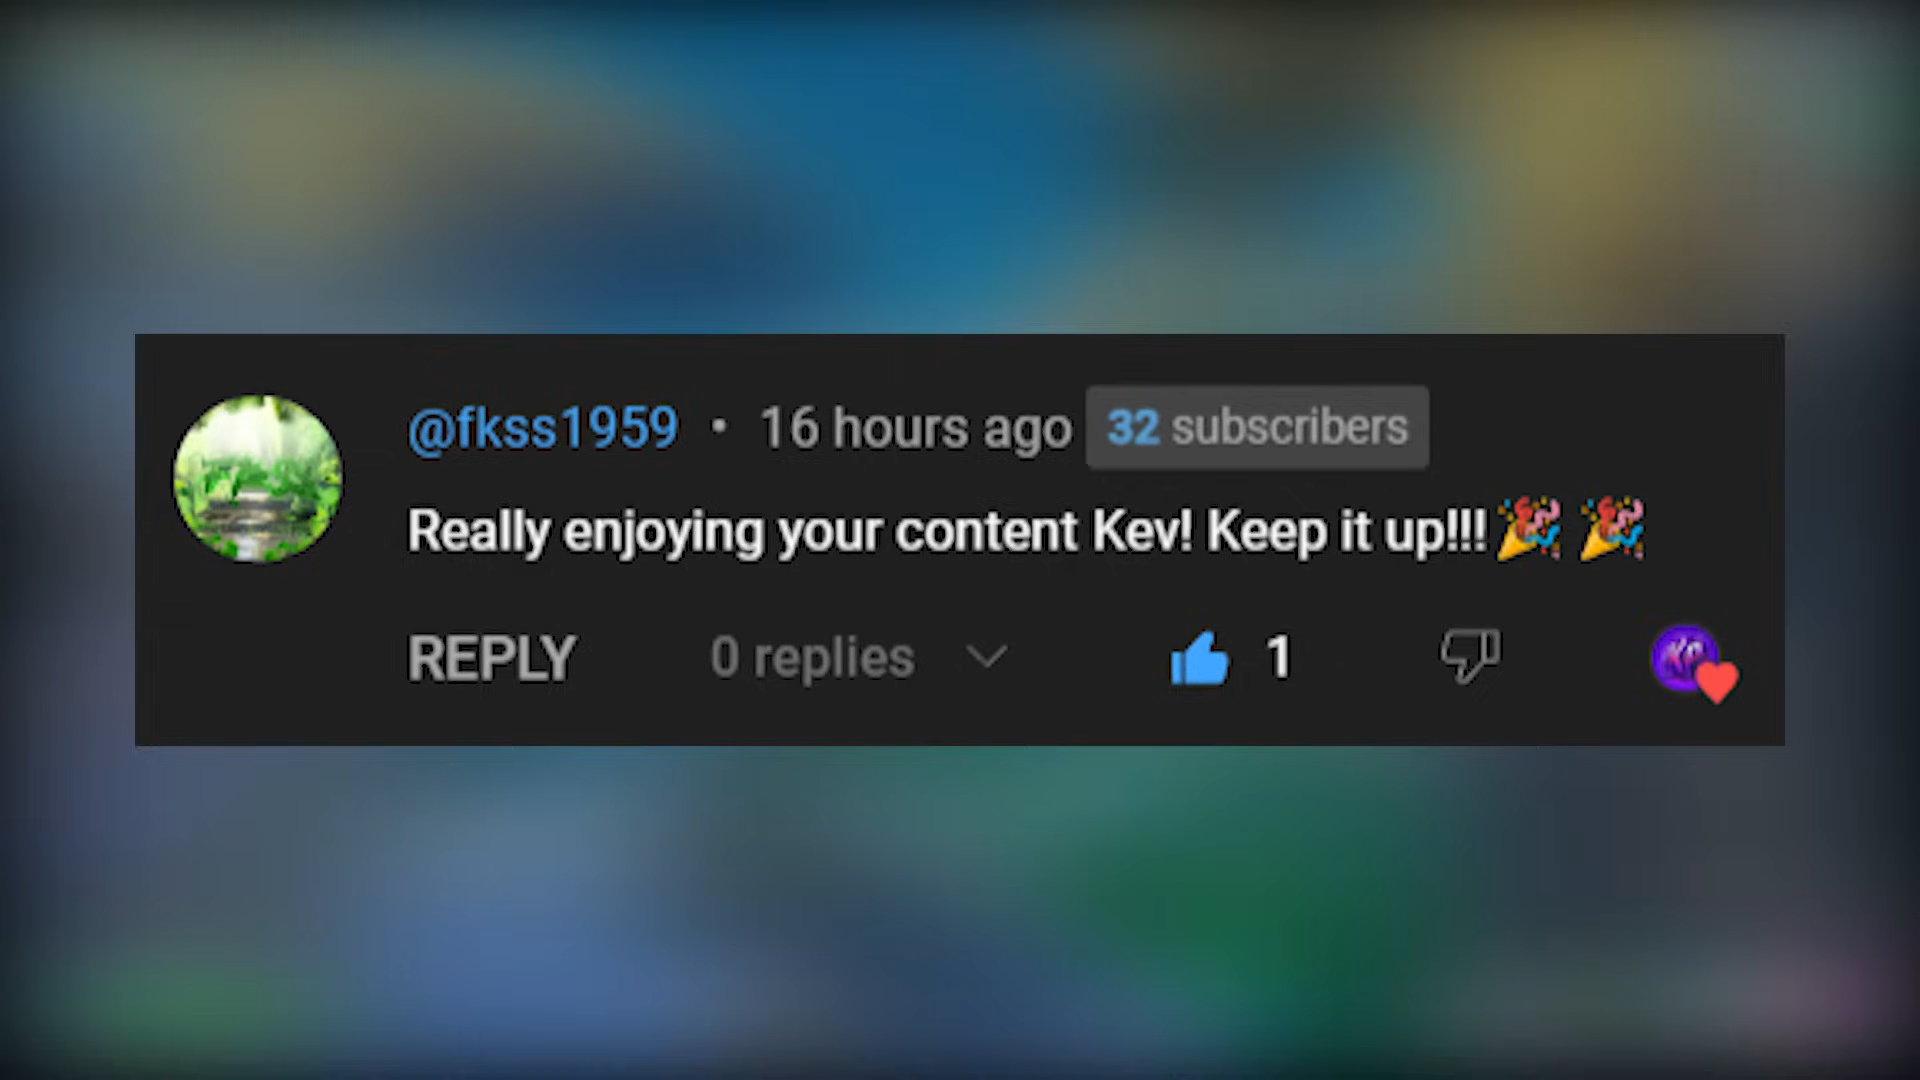 @fkss1959 • 16 hours ago 32 subscribers
Really enjoying your content Kev! Keep it up!!!🎉 🎉
REPLY 0 replies 1